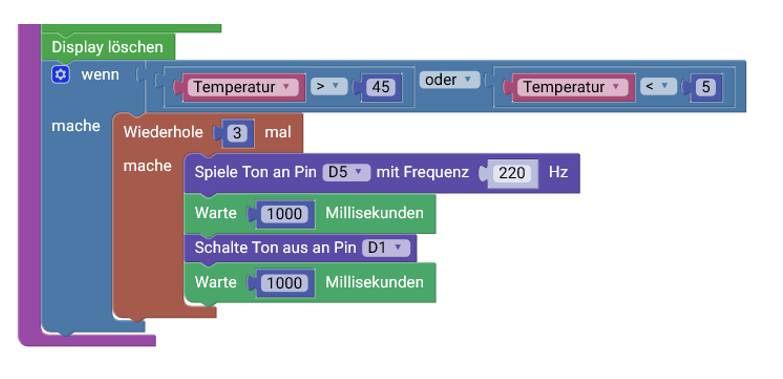 Display löschen
wenn Temperatur > 45 oder Temperatur < 5
mache Wiederhole 3 mal
mache Spiele Ton an Pin D5 mit Frequenz 220 Hz
Warte 1000 Millisekunden
Schalte Ton aus an Pin D1
Warte 1000 Millisekunden